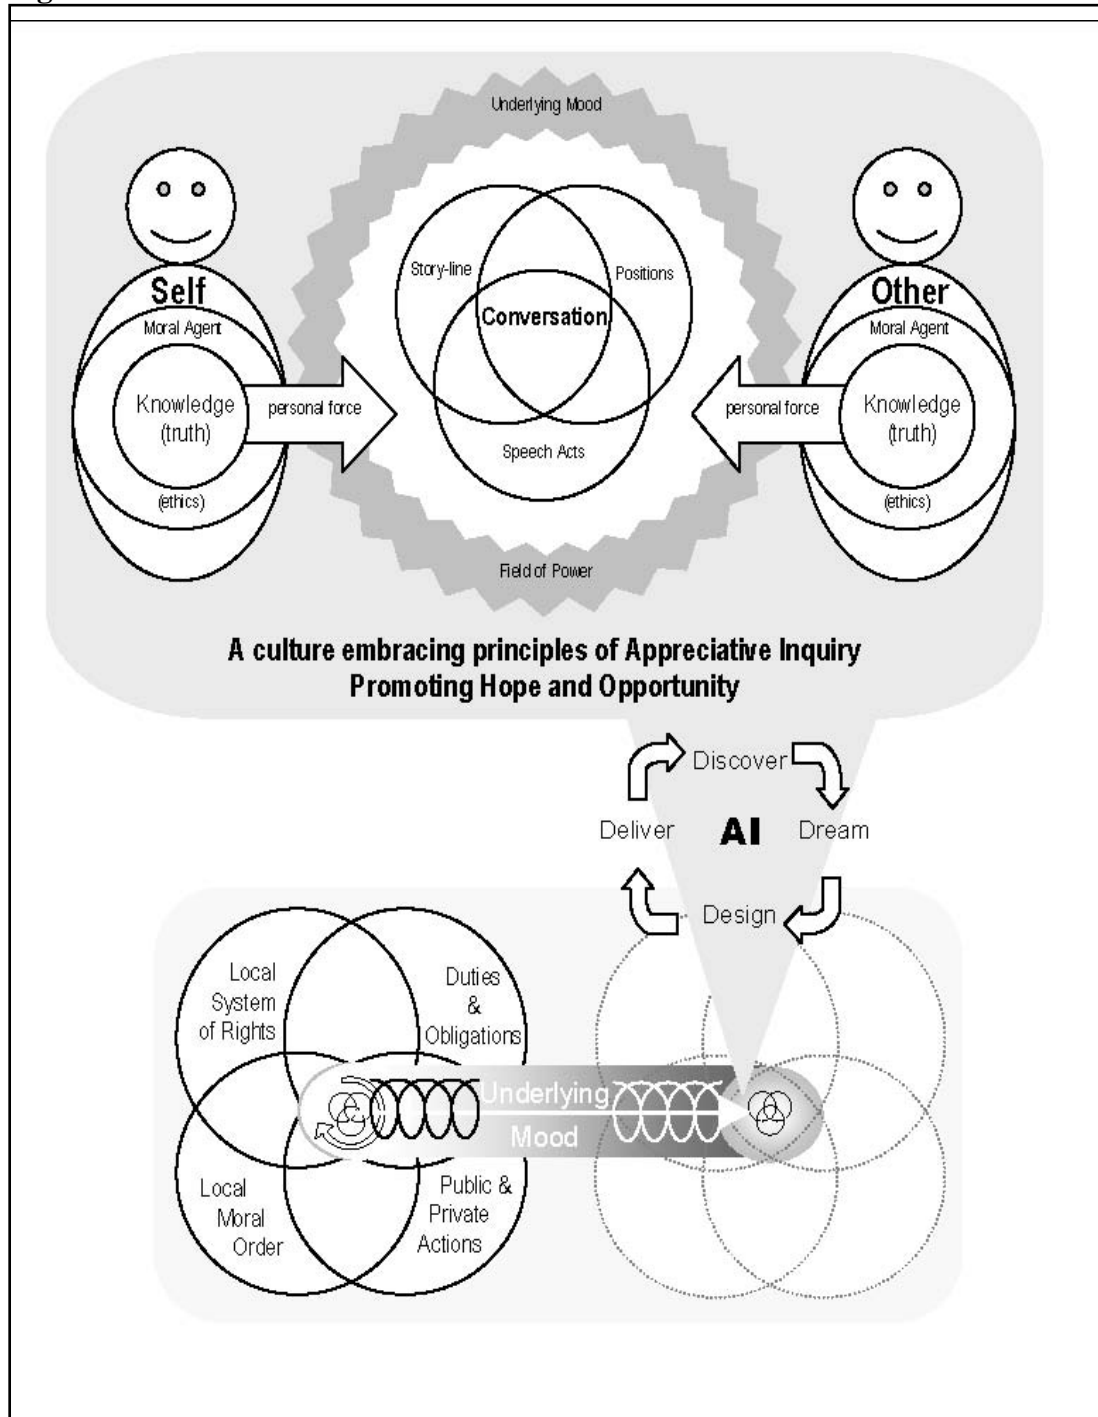 Underlying Mood
Self
Moral Agent
Knowledge
(truth)
(ethics)
personal force
Story-line
Positions
Conversation
Speech Acts
Field of Power
personal force
Other
Moral Agent
Knowledge
(truth)
(ethics)
A culture embracing principles of Appreciative Inquiry
Promoting Hope and Opportunity
Discover
Deliver
AI
Dream
Design
Local
System
of Rights
Duties
&
Obligations
Underlying
Mood
Local
Moral
Order
Public &
Private
Actions